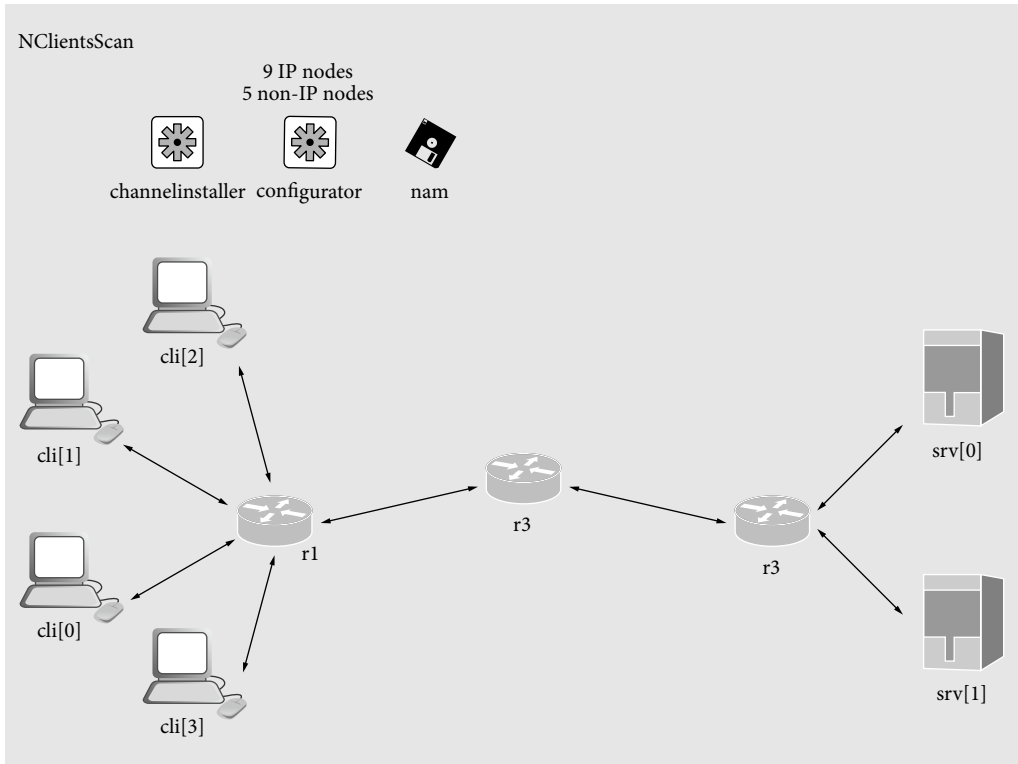 NClientsScan
9 IP nodes
5 non-IP nodes
channelinstaller
configurator
nam
cli[2]
cli[1]
srv[0]
r3
r1
r3
cli[0]
srv[1]
cli[3]